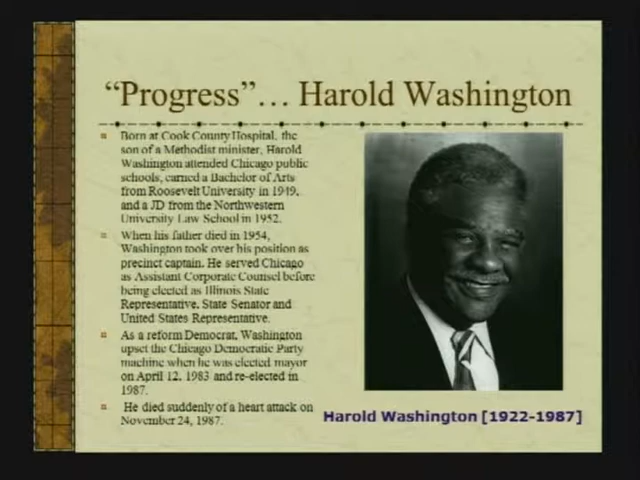 “Progress”… Harold Washington
Born at Cook County Hospital, the
son of a Methodist minister, Harold
Washington attended Chicago public
schools, earned a Bachelor of Arts
from Roosevelt University in 1949,
and a JD from the Northwestern
University Law School in 1952.
When his father died in 1954,
Washington took over his position as
precinct captain. He served Chicago
as Assistant Corporate Counsel before
being elected as Illinois State
Representative, State Senator and
United States Representative.
As a reform Democrat, Washington
upset the Chicago Democratic Party
machine when he was elected mayor
on April 12, 1983 and re-elected in
1987.
He died suddenly of a heart attack on
November 24, 1987.
Harold Washington [1922-1987]